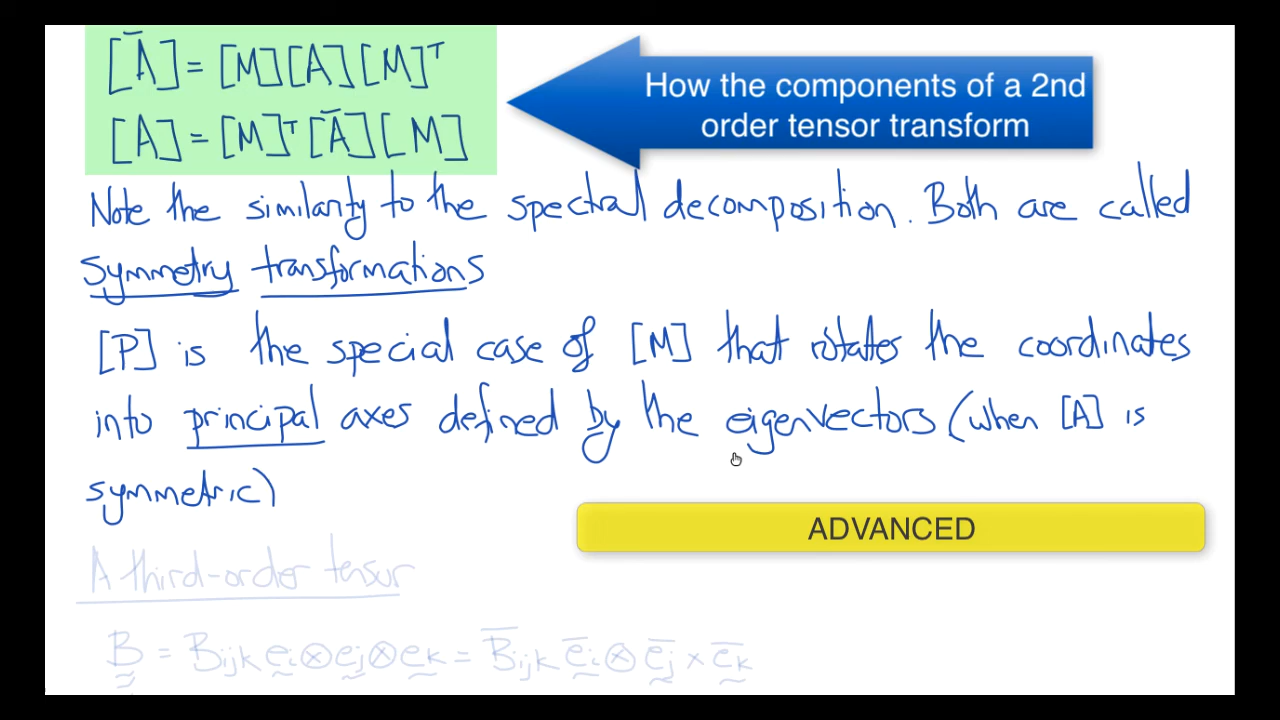 [Ā] = [M][A][M]ᵀ
How the components of a 2nd
order tensor transform
[A] = [M]ᵀ[Ā][M]
Note the similarity to the spectral decomposition. Both are called
symmetry transformations
[P] is the special case of [M] that rotates the coordinates
into principal axes defined by the eigenvectors (when [A] is
symmetric)
ADVANCED
A third-order tensor
B = Bijk ei ⊗ ej ⊗ ek = B̄ijk ēi ⊗ ēj × ēk